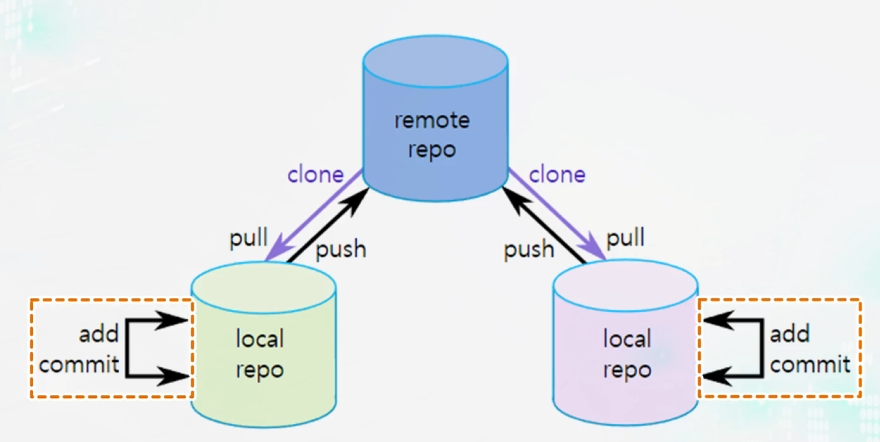 remote
repo
clone
clone
pull
push
push
pull
add
commit
local
repo
local
repo
add
commit